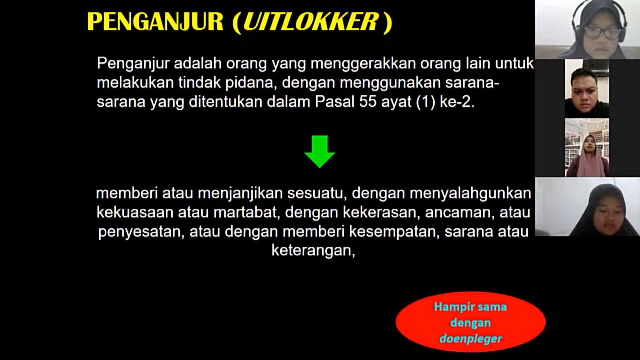 PENGANJUR (UITLOKKER )
Penganjur adalah orang yang menggerakkan orang lain untuk
melakukan tindak pidana, dengan menggunakan sarana-
sarana yang ditentukan dalam Pasal 55 ayat (1) ke-2.
memberi atau menjanjikan sesuatu, dengan menyalahgunkan
kekuasaan atau martabat, dengan kekerasan, ancaman, atau
penyesatan, atau dengan memberi kesempatan, sarana atau
keterangan,
Hampir sama
dengan
doenpleger